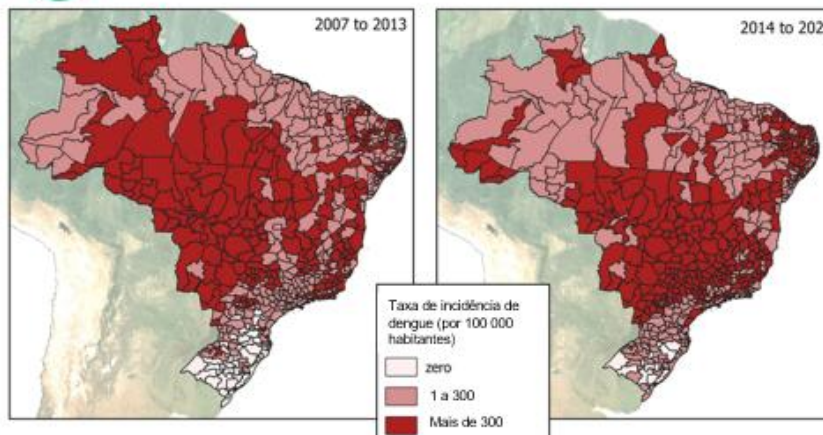 2007 to 2013
2014 to 202
Taxa de incidência de
dengue (por 100 000
habitantes)
zero
1 a 300
Mais de 300